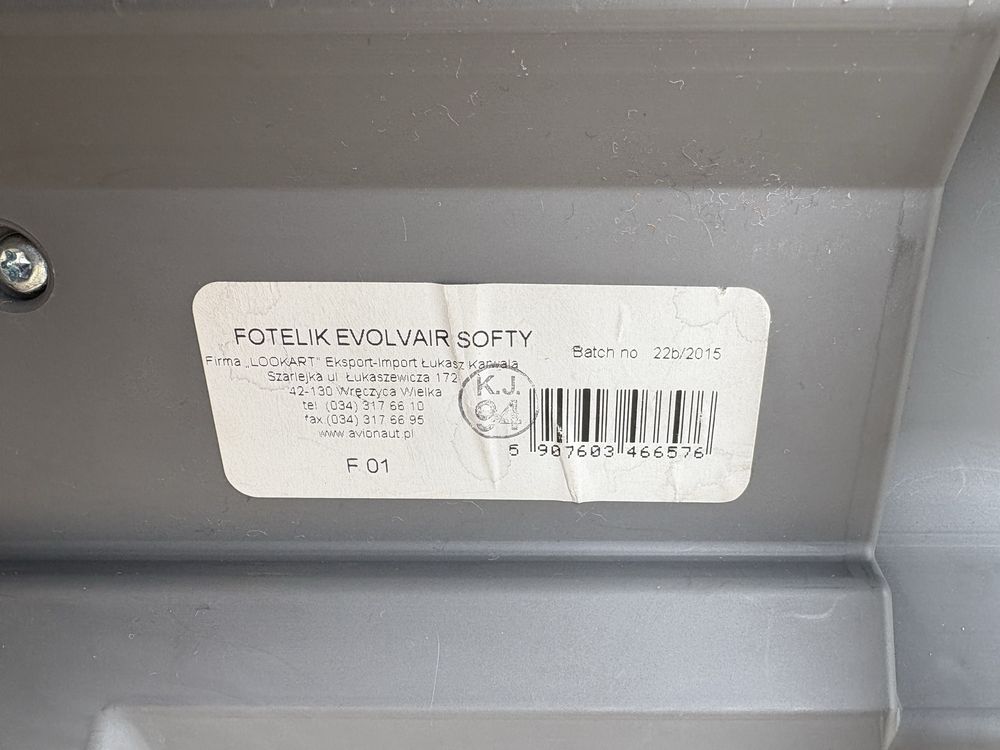 FOTELIK EVOLVAIR SOFTY
Firma „LOOKART" Eksport-Import Łukasz Karwala
Szarlejka ul. Łukaszewicza 172
42-130 Wręczyca Wielka
tel. (034) 317 66 10
fax.(034) 317 66 95
www.avionaut.pl
F 01
Batch no 22b/2015
K.J.
94
5 907603 466576